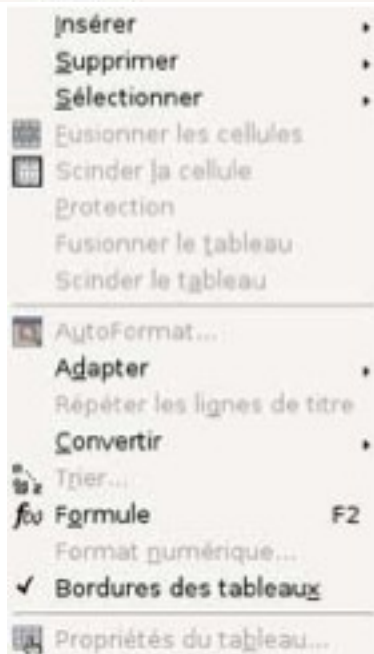 Insérer
Supprimer
Sélectionner
Fusionner les cellules
Scinder la cellule
Protection
Fusionner le tableau
Scinder le tableau
AutoFormat...
Adapter
Répéter les lignes de titre
Convertir
Trier...
f(x) Formule F2
Format numérique...
✓ Bordures des tableaux
Propriétés du tableau...